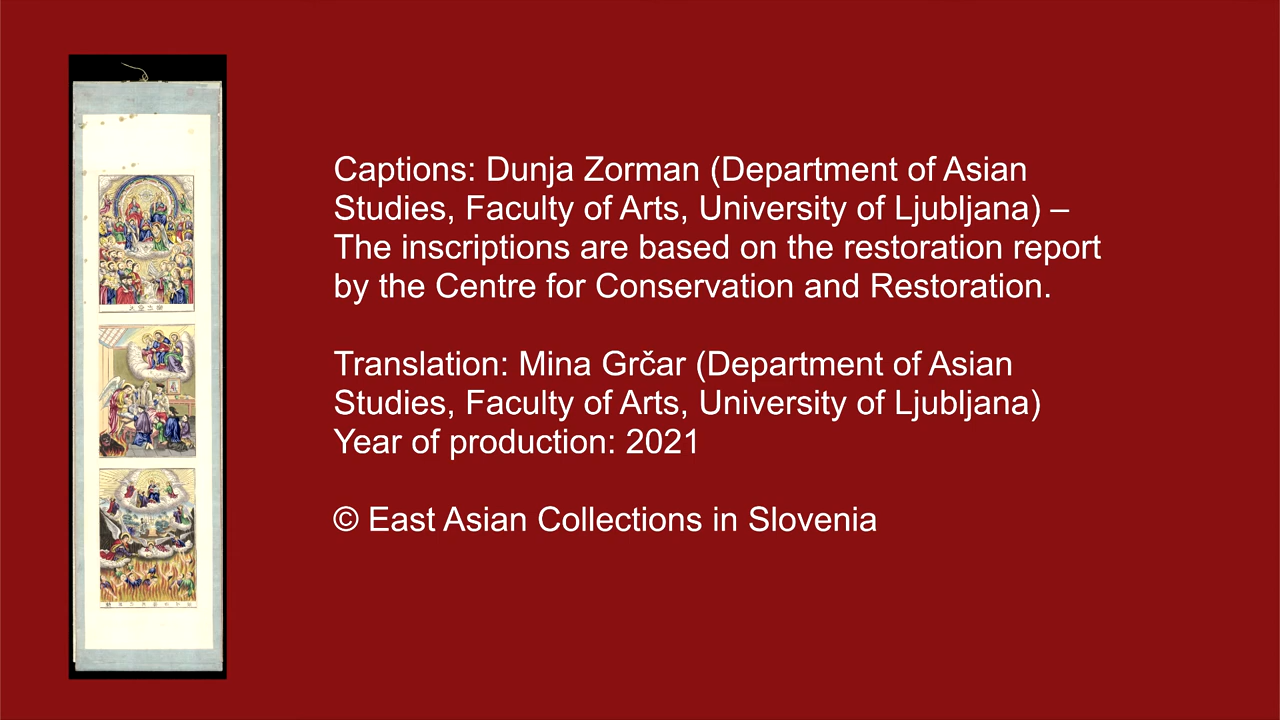 Captions: Dunja Zorman (Department of Asian
Studies, Faculty of Arts, University of Ljubljana) –
The inscriptions are based on the restoration report
by the Centre for Conservation and Restoration.
Translation: Mina Grčar (Department of Asian
Studies, Faculty of Arts, University of Ljubljana)
Year of production: 2021
© East Asian Collections in Slovenia